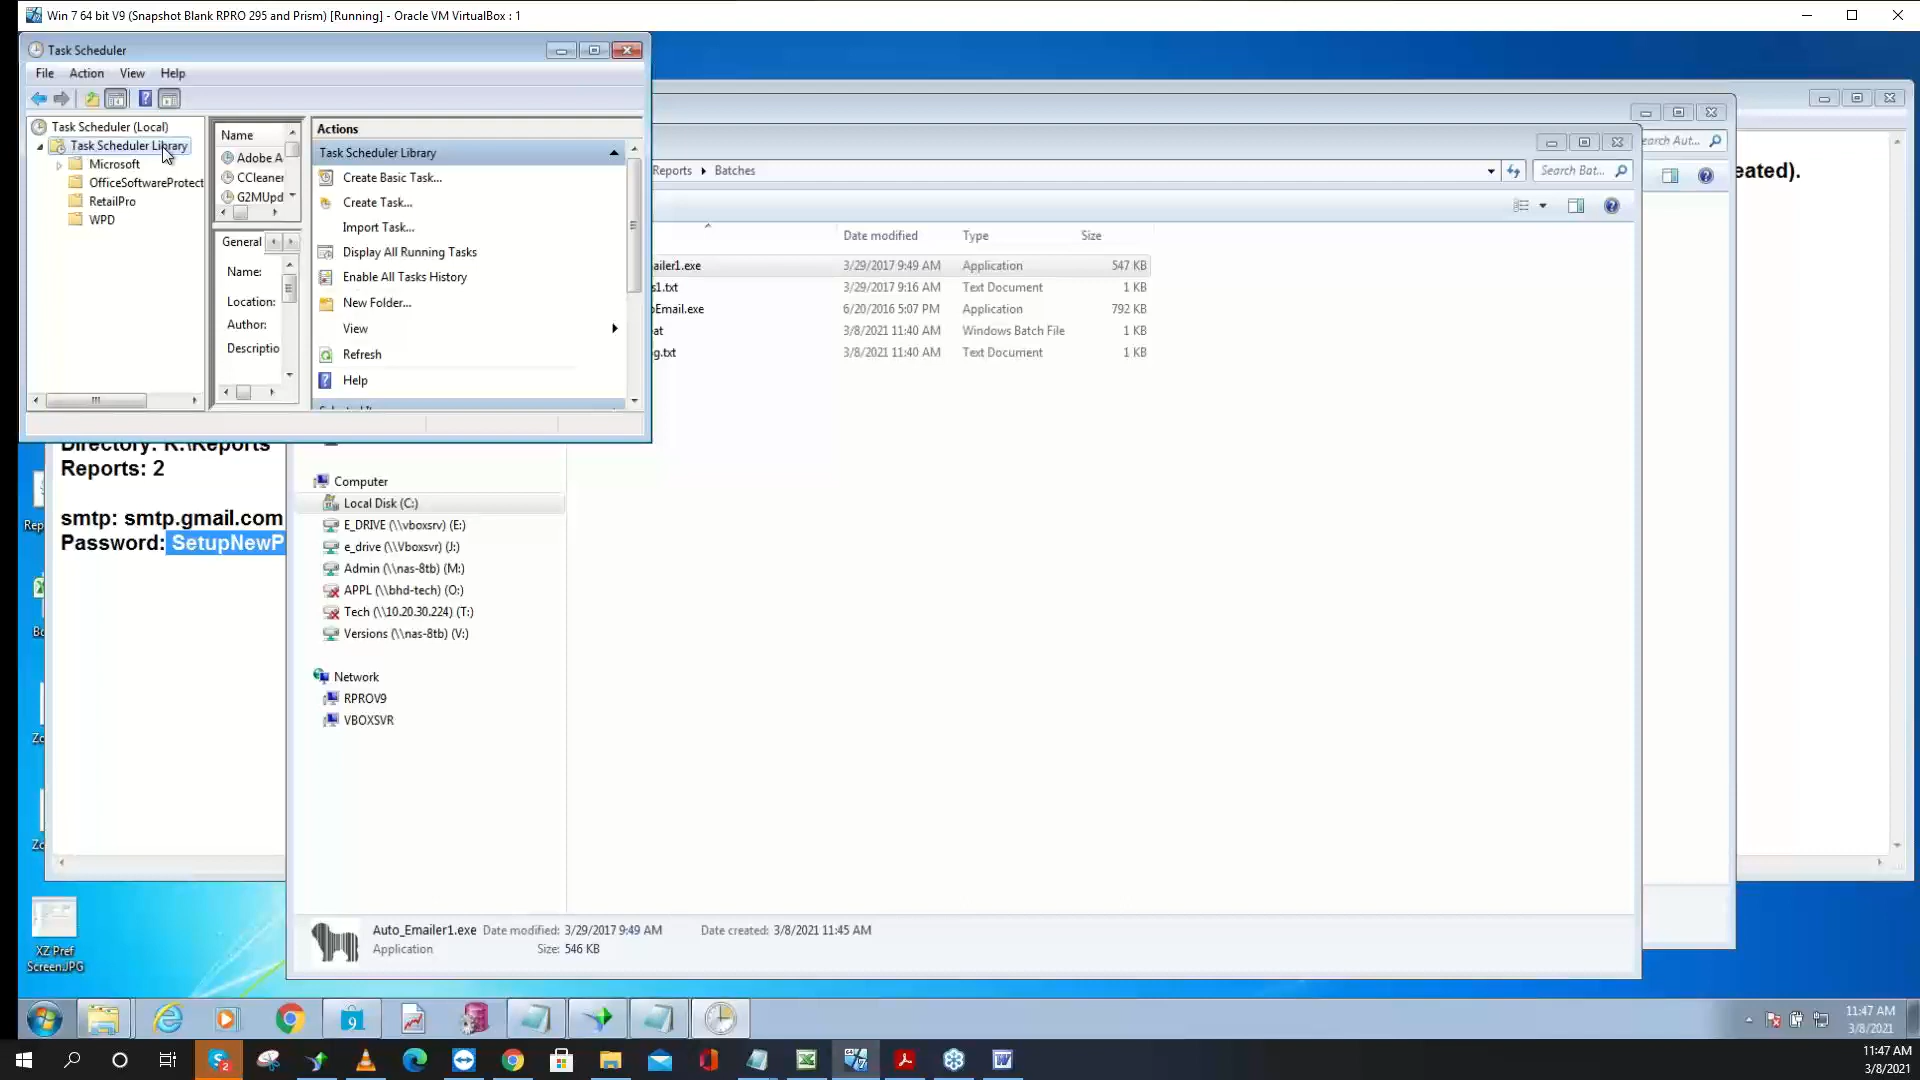 Win 7 64 bit V9 (Snapshot Blank RPRO 295 and Prism) [Running] - Oracle VM VirtualBox : 1
Task Scheduler
File Action View Help
Task Scheduler (Local)
Task Scheduler Library
Microsoft
OfficeSoftwareProtect
RetailPro
WPD
Name
Adobe A
CCleaner
G2MUpd
General
Name:
Location:
Author:
Descriptio
Actions
Task Scheduler Library
Create Basic Task...
Create Task...
Import Task...
Display All Running Tasks
Enable All Tasks History
New Folder...
View
Refresh
Help
Reports Batches
Search Bat...
earch Aut...
eated).
Date modified Type Size
ailer1.exe 3/29/2017 9:49 AM Application 547 KB
s1.txt 3/29/2017 9:16 AM Text Document 1 KB
oEmail.exe 6/20/2016 5:07 PM Application 792 KB
at 3/8/2021 11:40 AM Windows Batch File 1 KB
g.txt 3/8/2021 11:40 AM Text Document 1 KB
Directory: R:\Reports
Reports: 2
smtp: smtp.gmail.com
Password: SetupNewP
Computer
Local Disk (C:)
E_DRIVE (\\vboxsrv) (E:)
e_drive (\\Vboxsvr) (J:)
Admin (\\nas-8tb) (M:)
APPL (\\bhd-tech) (O:)
Tech (\\10.20.30.224) (T:)
Versions (\\nas-8tb) (V:)
Network
RPROV9
VBOXSVR
Rep
Bc
Zc
Zc
XZ Pref
ScreenJPG
Auto_Emailer1.exe Date modified: 3/29/2017 9:49 AM Date created: 3/8/2021 11:45 AM
Application Size: 546 KB
9
11:47 AM
3/8/2021
2
11:47 AM
3/8/2021